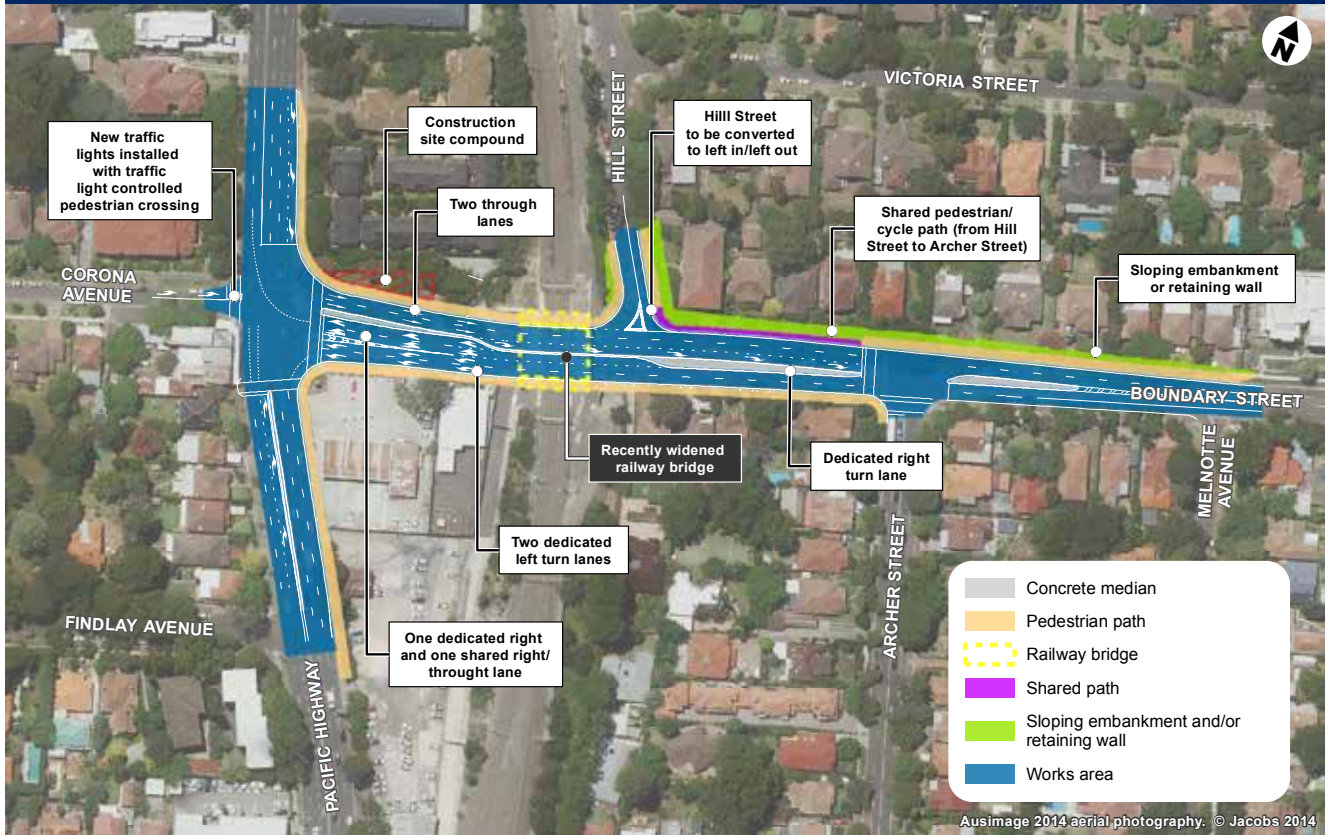 N
VICTORIA STREET
HILL STREET
New traffic
lights installed
with traffic
light controlled
pedestrian crossing
Construction
site compound
Two through
lanes
Hilll Street
to be converted
to left in/left out
Shared pedestrian/
cycle path (from Hill
Street to Archer Street)
Sloping embankment
or retaining wall
CORONA
AVENUE
BOUNDARY STREET
Recently widened
railway bridge
Dedicated right
turn lane
MELNOTTE
AVENUE
Two dedicated
left turn lanes
ARCHER STREET
FINDLAY AVENUE
One dedicated right
and one shared right/
throught lane
PACIFIC HIGHWAY
Concrete median
Pedestrian path
Railway bridge
Shared path
Sloping embankment and/or
retaining wall
Works area
Ausimage 2014 aerial photography. © Jacobs 2014